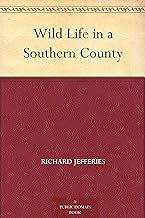 Wild Life in a
Southern County
RICHARD JEFFERIES
A
PUBLIC DOMAIN
BOOK